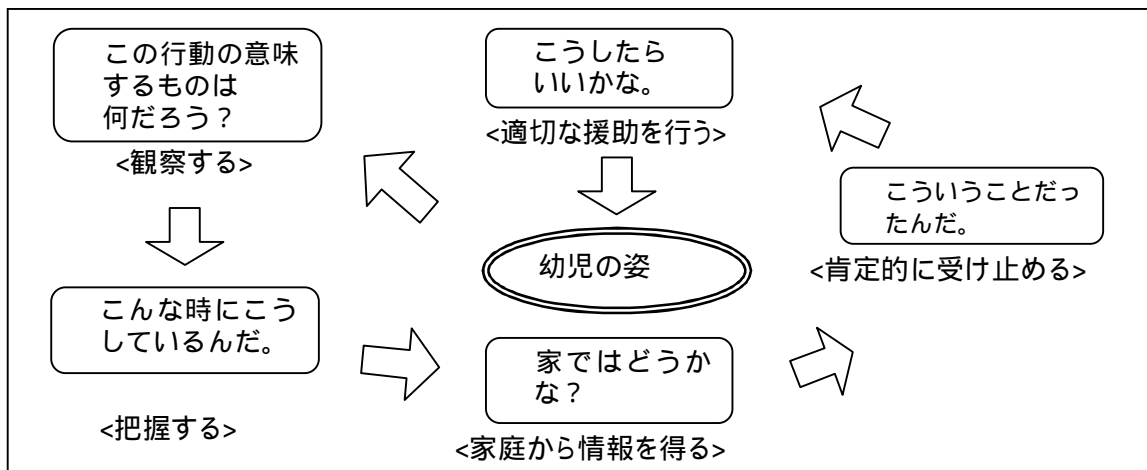 この行動の意味
するものは
何だろう？
<観察する>
こんな時にこう
しているんだ。
<把握する>
こうしたら
いいかな。
<適切な援助を行う>
幼児の姿
家ではどうか
な？
<家庭から情報を得る>
こういうことだっ
たんだ。
<肯定的に受け止める>